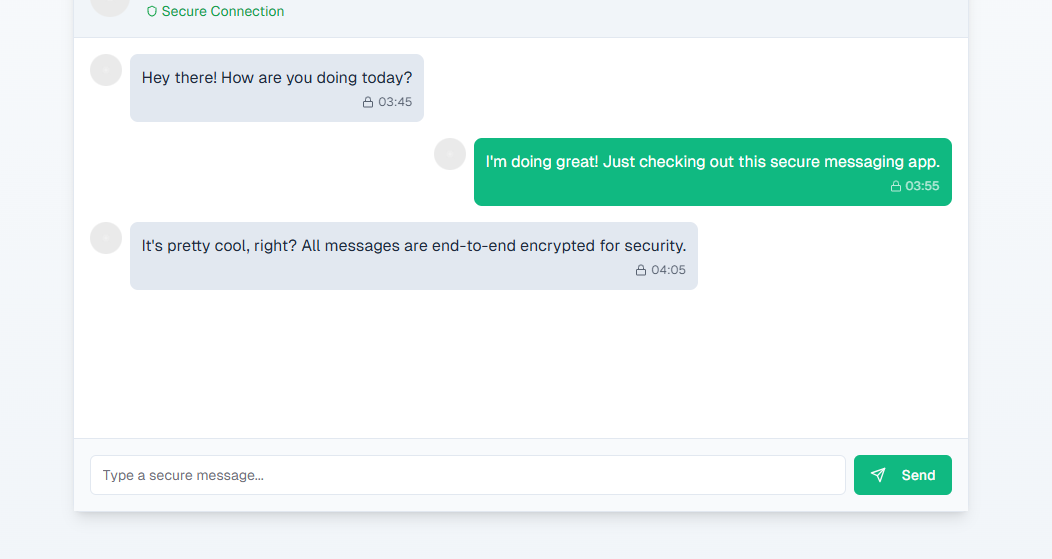 Secure Connection
Hey there! How are you doing today?
03:45
I'm doing great! Just checking out this secure messaging app.
03:55
It's pretty cool, right? All messages are end-to-end encrypted for security.
04:05
Type a secure message...
Send